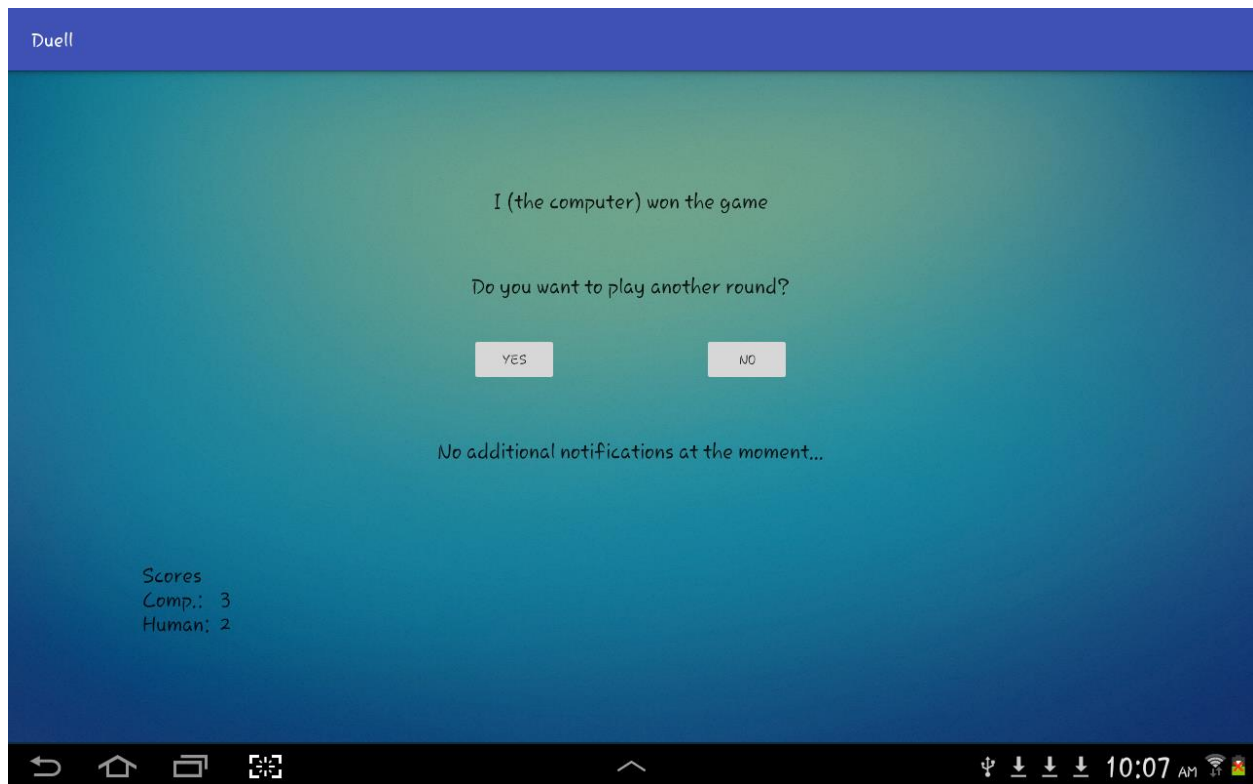 Duell
I (the computer) won the game
Do you want to play another round?
YES NO
No additional notifications at the moment...
Scores
Comp.: 3
Human: 2
10:07 AM